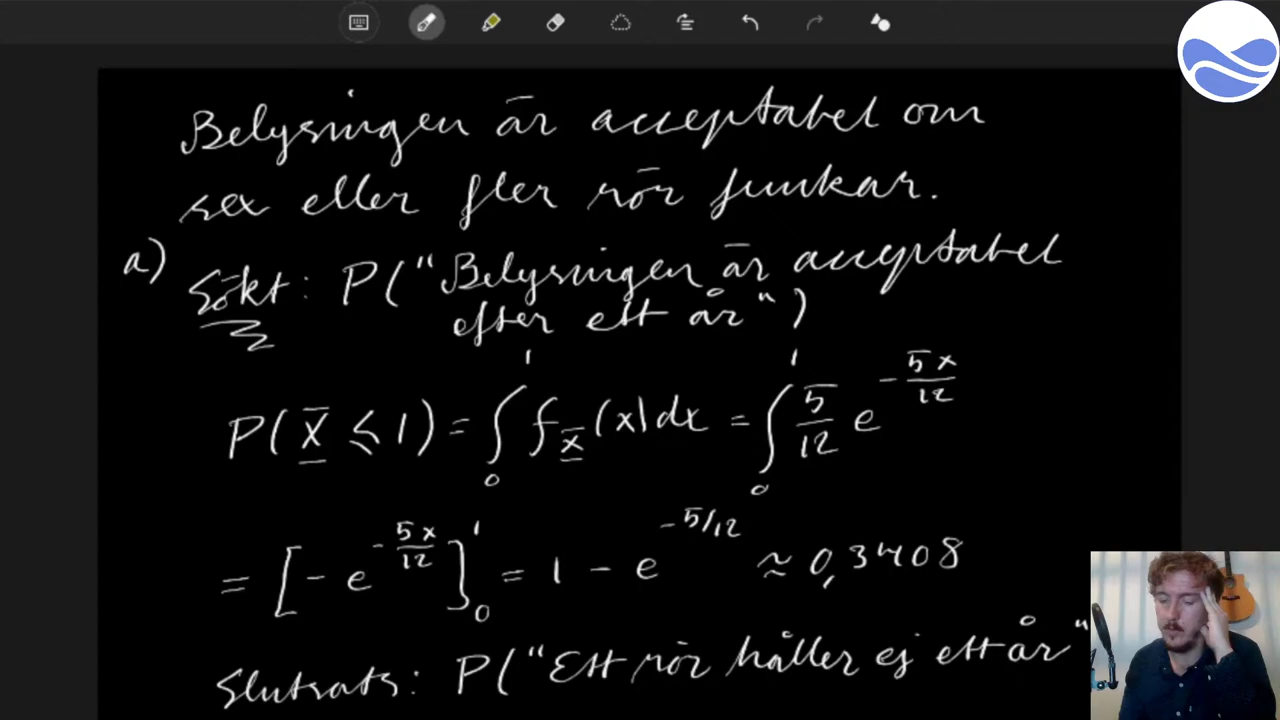 Belysningen är acceptabel om
sex eller fler rör funkar.
a) Sökt: P("Belysningen är acceptabel
efter ett år")
P(X ≤ 1) = ∫₀¹ f_X(x)dx = ∫₀¹ 5/12 e^(-5x/12)
= [-e^(-5x/12)]₀¹ = 1 - e^(-5/12) ≈ 0,3408
Slutsats: P("Ett rör håller ej ett år"